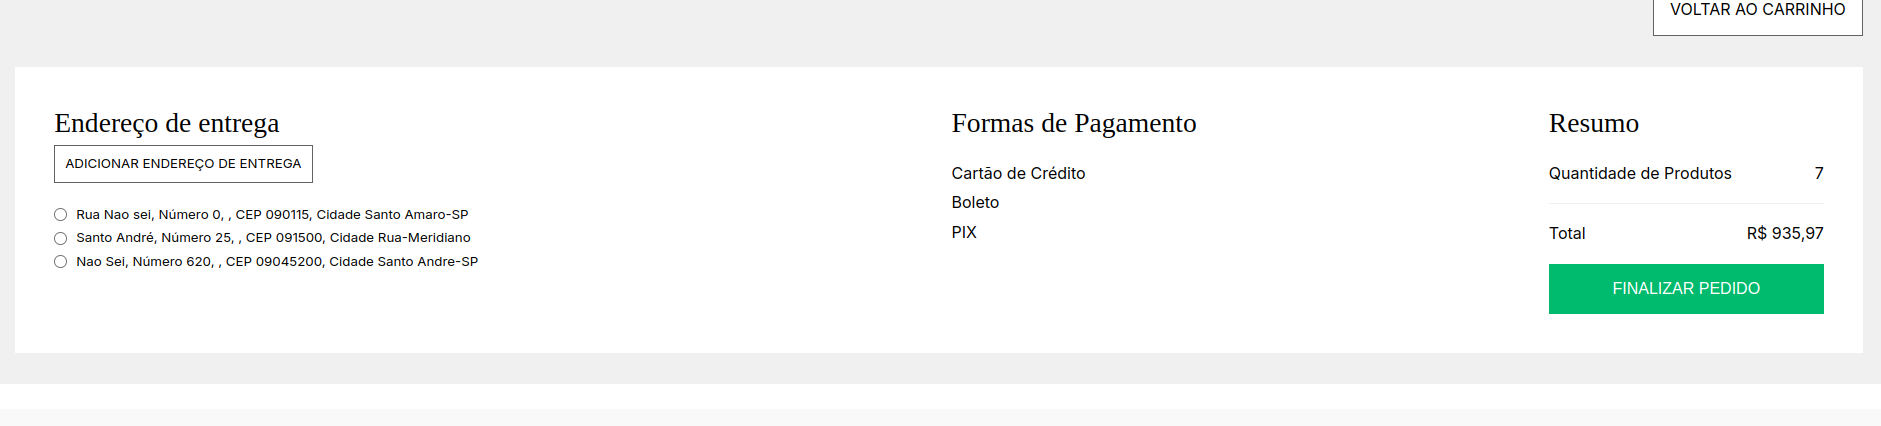 VOLTAR AO CARRINHO
Endereço de entrega
ADICIONAR ENDEREÇO DE ENTREGA
Rua Nao sei, Número 0, , CEP 090115, Cidade Santo Amaro-SP
Santo André, Número 25, , CEP 091500, Cidade Rua-Meridiano
Nao Sei, Número 620, , CEP 09045200, Cidade Santo Andre-SP
Formas de Pagamento
Cartão de Crédito
Boleto
PIX
Resumo
Quantidade de Produtos 7
Total R$ 935,97
FINALIZAR PEDIDO